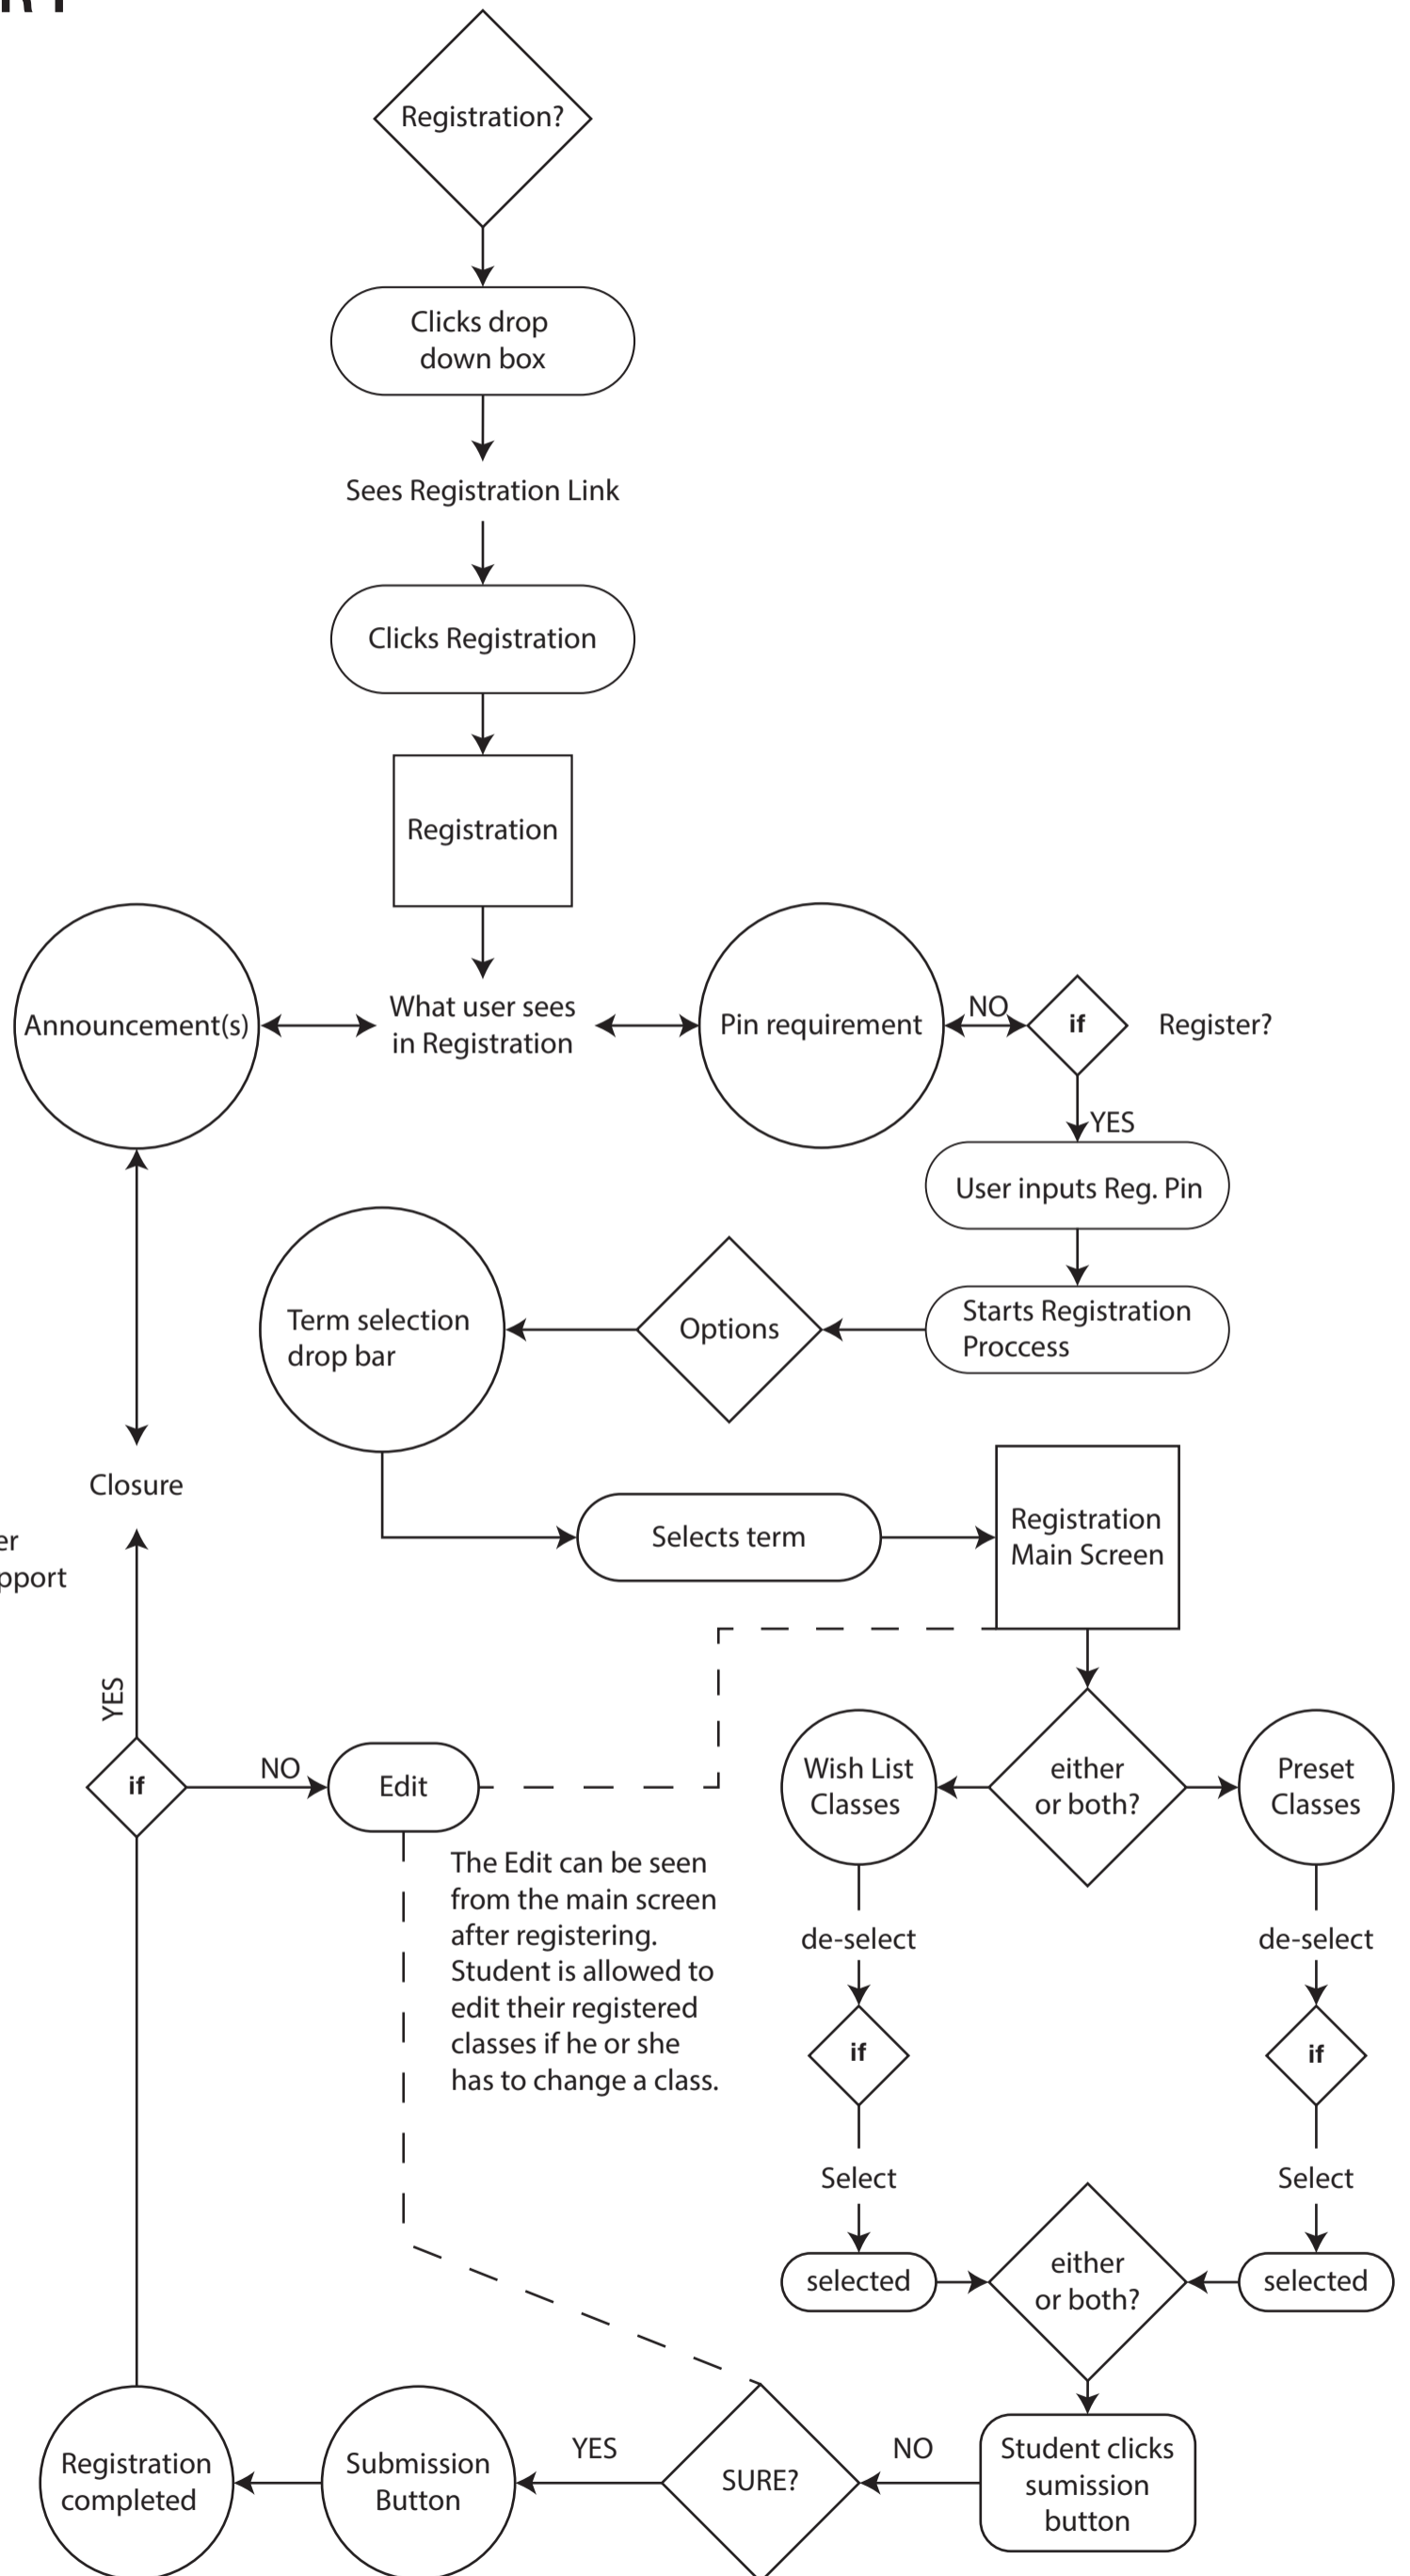 Registration?
Clicks drop
down box
Sees Registration Link
Clicks Registration
Registration
Announcement(s)
What user sees
in Registration
Pin requirement
NO
if
Register?
YES
User inputs Reg. Pin
Starts Registration
Proccess
Options
Term selection
drop bar
Closure
Selects term
Registration
Main Screen
er
pport
YES
if
NO
Edit
Wish List
Classes
either
or both?
Preset
Classes
The Edit can be seen
from the main screen
after registering.
Student is allowed to
edit their registered
classes if he or she
has to change a class.
de-select
de-select
if
if
Select
Select
selected
either
or both?
selected
Registration
completed
Submission
Button
YES
SURE?
NO
Student clicks
sumission
button